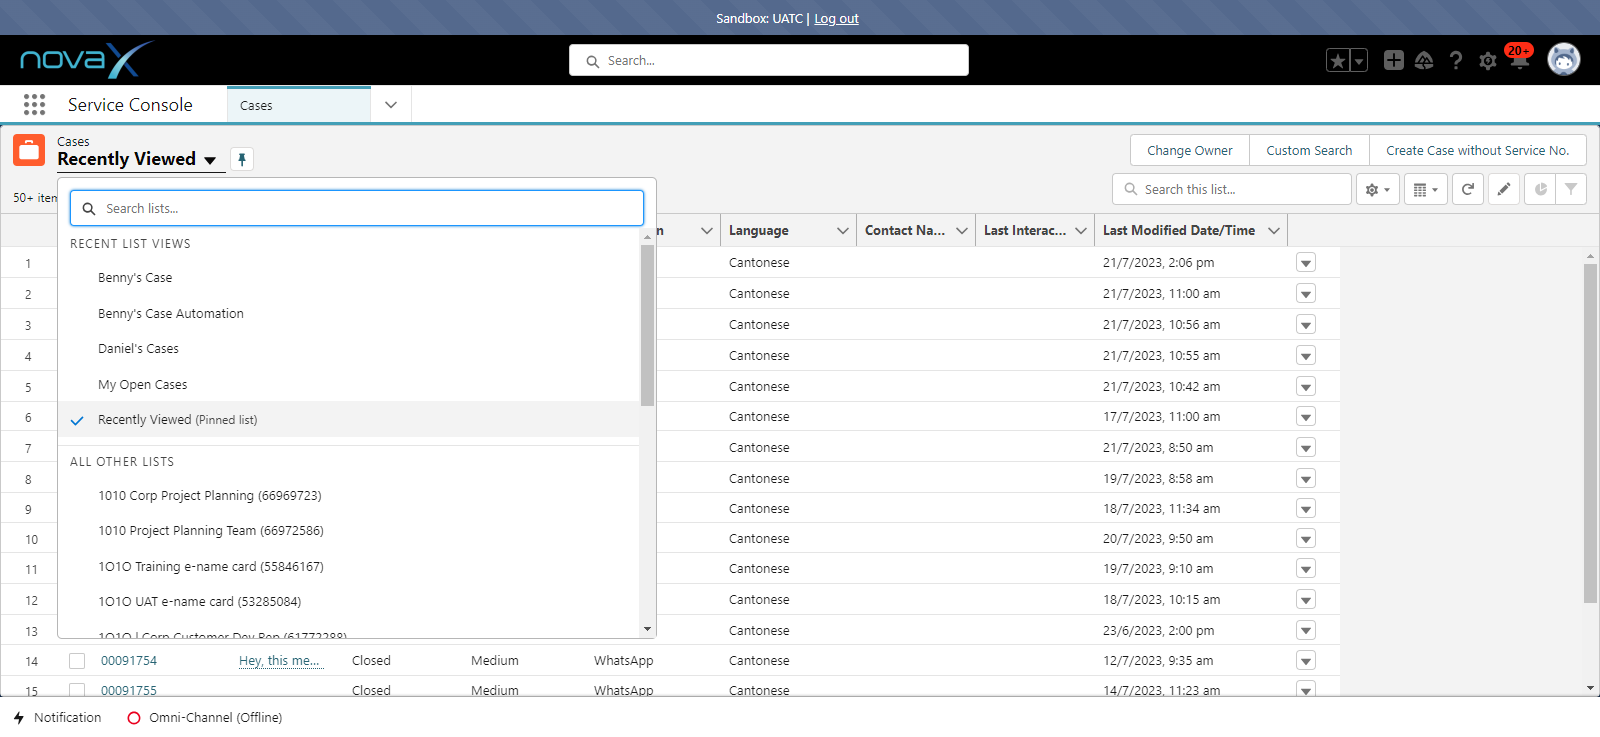 Sandbox: UATC | Log out
novaX
Search...
20+
Service Console
Cases
Cases
Recently Viewed
Change Owner
Custom Search
Create Case without Service No.
50+ item
Search this list...
Search lists...
n
Language
Contact Na...
Last Interac...
Last Modified Date/Time
RECENT LIST VIEWS
Benny's Case
Benny's Case Automation
Daniel's Cases
My Open Cases
Recently Viewed (Pinned list)
ALL OTHER LISTS
1010 Corp Project Planning (66969723)
1010 Project Planning Team (66972586)
1O1O Training e-name card (55846167)
1O1O UAT e-name card (53285084)
1O1O | Corp Customer Dev Rep (61772288)
1 Cantonese 21/7/2023, 2:06 pm
2 Cantonese 21/7/2023, 11:00 am
3 Cantonese 21/7/2023, 10:56 am
4 Cantonese 21/7/2023, 10:55 am
5 Cantonese 21/7/2023, 10:42 am
6 Cantonese 17/7/2023, 11:00 am
7 Cantonese 21/7/2023, 8:50 am
8 Cantonese 19/7/2023, 8:58 am
9 Cantonese 18/7/2023, 11:34 am
10 Cantonese 20/7/2023, 9:50 am
11 Cantonese 19/7/2023, 9:10 am
12 Cantonese 18/7/2023, 10:15 am
13 Cantonese 23/6/2023, 2:00 pm
14 00091754 Hey, this me... Closed Medium WhatsApp Cantonese 12/7/2023, 9:35 am
15 00091755 Closed Medium WhatsApp Cantonese 14/7/2023, 11:23 am
Notification
Omni-Channel (Offline)